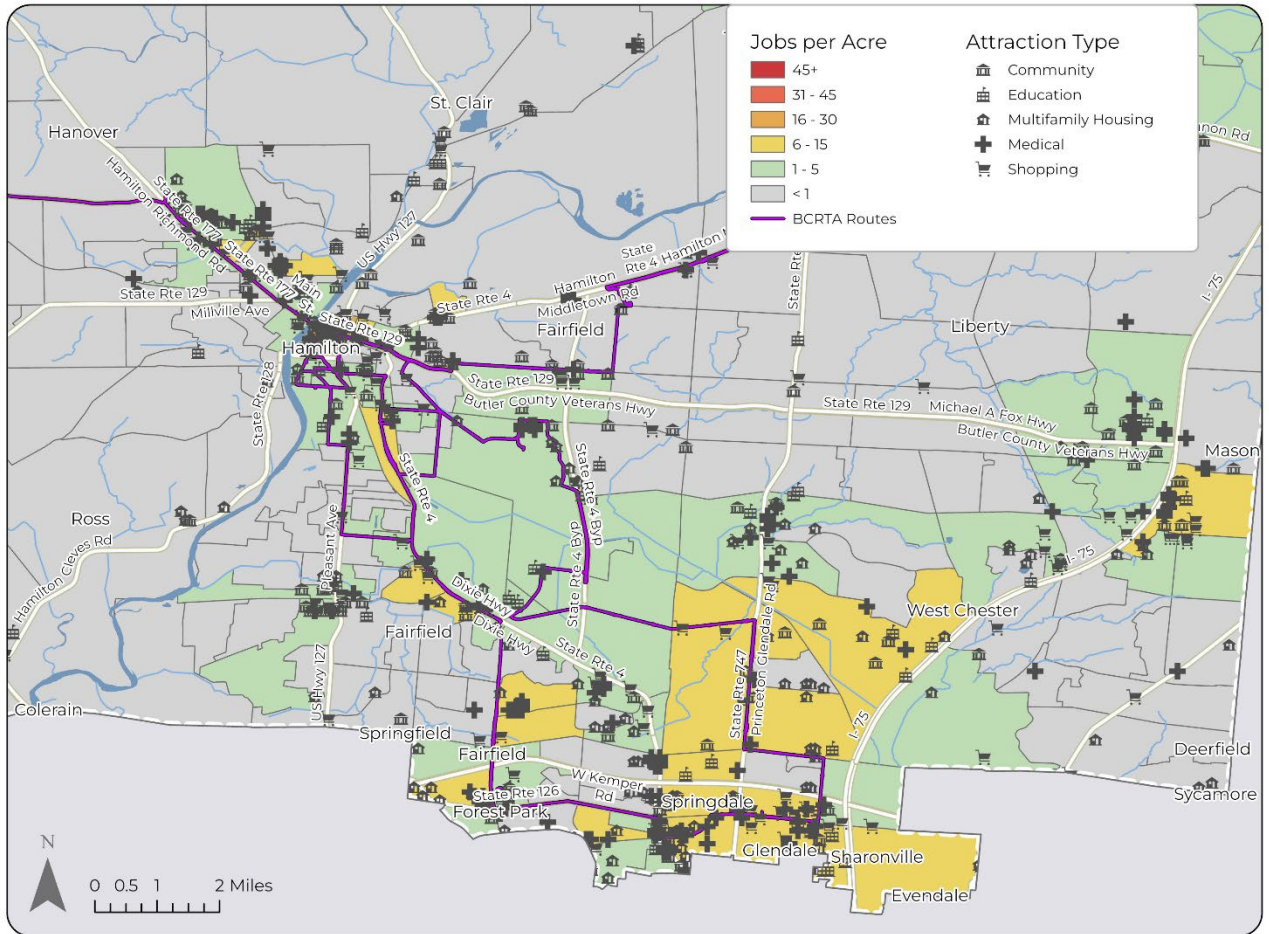 Jobs per Acre
45+
31 - 45
16 - 30
6 - 15
1 - 5
< 1
BCRTA Routes
Attraction Type
Community
Education
Multifamily Housing
Medical
Shopping
St. Clair
Hanover
State Rte 177
Hamilton Richmond Rd
State Rte 177
Main St
US Hwy 127
State Rte 129
Millville Ave
State Rte 4
Hamilton
Middletown Rd
State
Rte 4 Hamilton
State Rte
I-75
Fairfield
Liberty
State Rte 129
Hamilton
State Rte 128
State Rte 129
Butler County Veterans Hwy
State Rte 129
Michael A Fox Hwy
Butler County Veterans Hwy
Mason
State Rte 4
State Rte 4 Byp
State Rte 4 Byp
Ross
Hamilton Cleves Rd
Pleasant Ave
I-75
Dixie Hwy
Dixie Hwy
West Chester
Fairfield
State Rte 4
State Rte 747
Princeton Glendale Rd
US Hwy 127
I-75
Colerain
Springfield
Fairfield
Deerfield
W Kemper
Rd
State Rte 126
Sycamore
Forest Park
Springdale
Glendale
Sharonville
Evendale
N
0 0.5 1 2 Miles